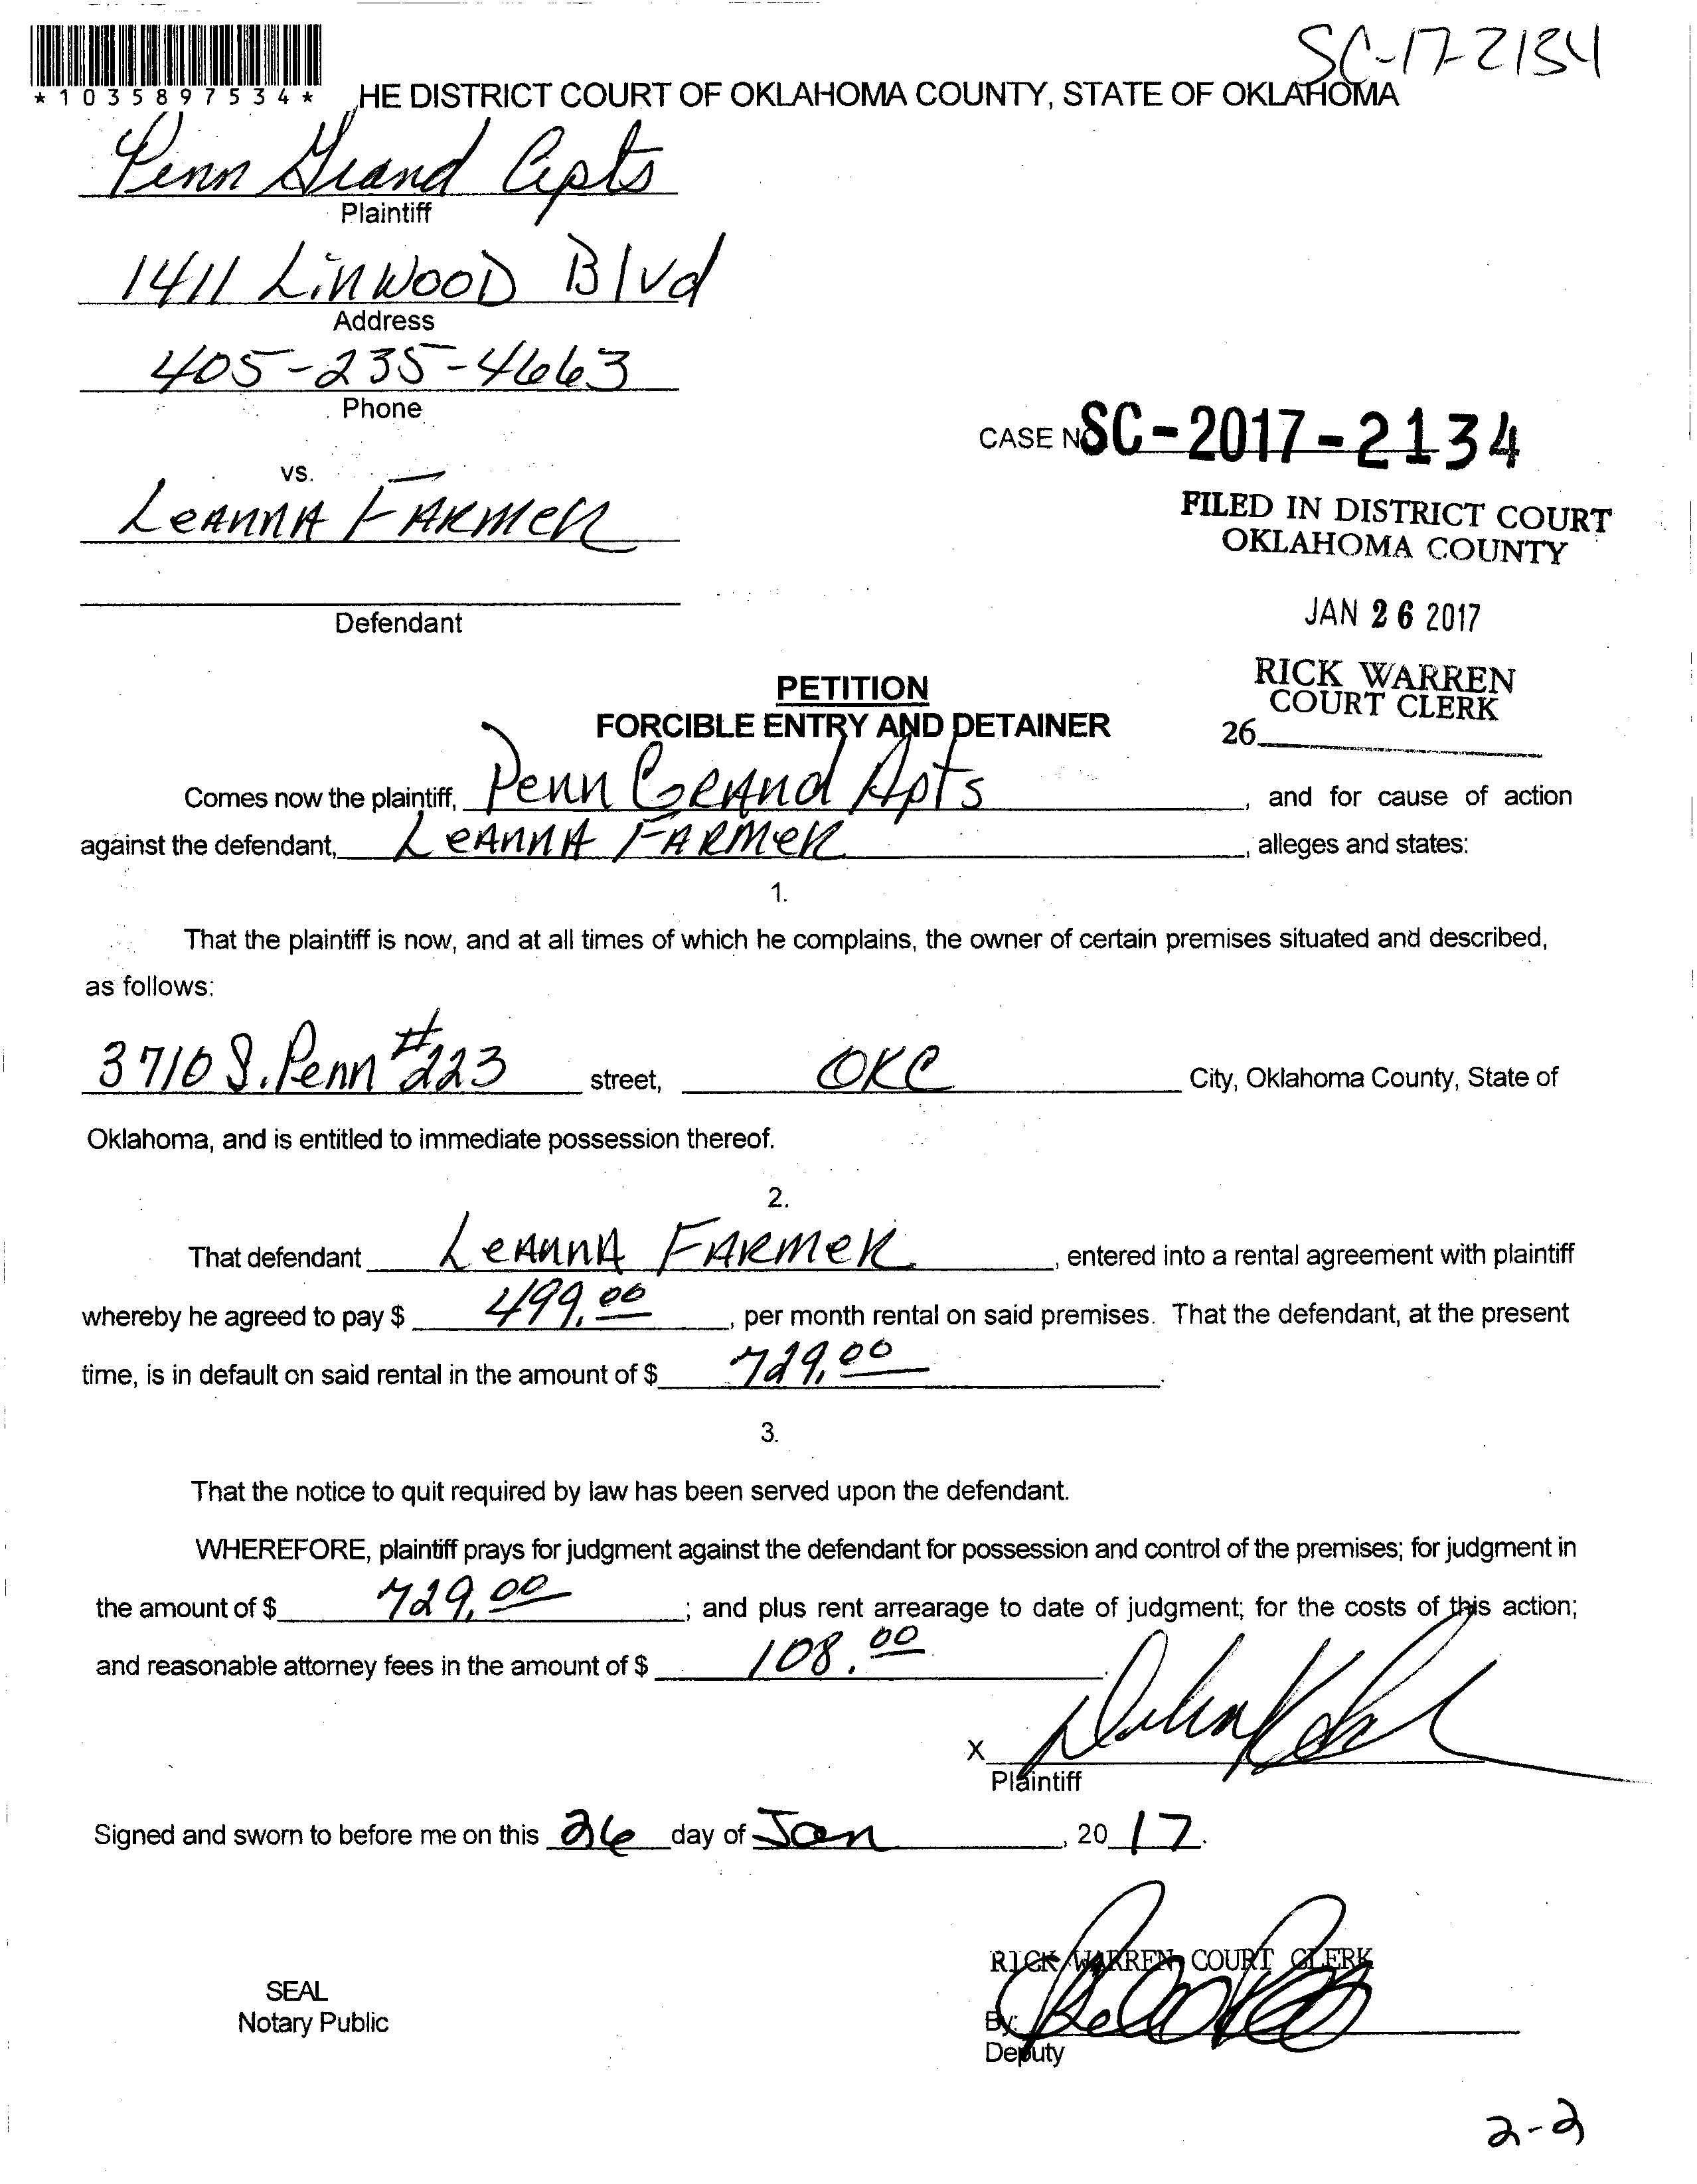 SC-17-2134
*1035897534*
HE DISTRICT COURT OF OKLAHOMA COUNTY, STATE OF OKLAHOMA
Penn Grand Apts
Plaintiff
1411 Linwood Blvd
Address
405-235-4663
Phone
CASE NO SC-2017-2134
vs.
LeAnnA FARmeR
FILED IN DISTRICT COURT
OKLAHOMA COUNTY
Defendant
JAN 26 2017
RICK WARREN
COURT CLERK
26
PETITION
FORCIBLE ENTRY AND DETAINER
Comes now the plaintiff, Penn GRAnd Apts, and for cause of action
against the defendant, LeAnnA FARmeR, alleges and states:
1.
That the plaintiff is now, and at all times of which he complains, the owner of certain premises situated and described,
as follows:
3710 S. Penn #223 street, OKC City, Oklahoma County, State of
Oklahoma, and is entitled to immediate possession thereof.
2.
That defendant LeAnnA FARmeR, entered into a rental agreement with plaintiff
whereby he agreed to pay $ 499.00, per month rental on said premises. That the defendant, at the present
time, is in default on said rental in the amount of $ 729.00.
3.
That the notice to quit required by law has been served upon the defendant.
WHEREFORE, plaintiff prays for judgment against the defendant for possession and control of the premises; for judgment in
the amount of $ 729.00; and plus rent arrearage to date of judgment; for the costs of this action;
and reasonable attorney fees in the amount of $ 108.00.
X
Plaintiff
Signed and sworn to before me on this 26 day of Jan, 20 17.
RICK WARREN COURT CLERK
SEAL
Notary Public
By:
Deputy
2-2